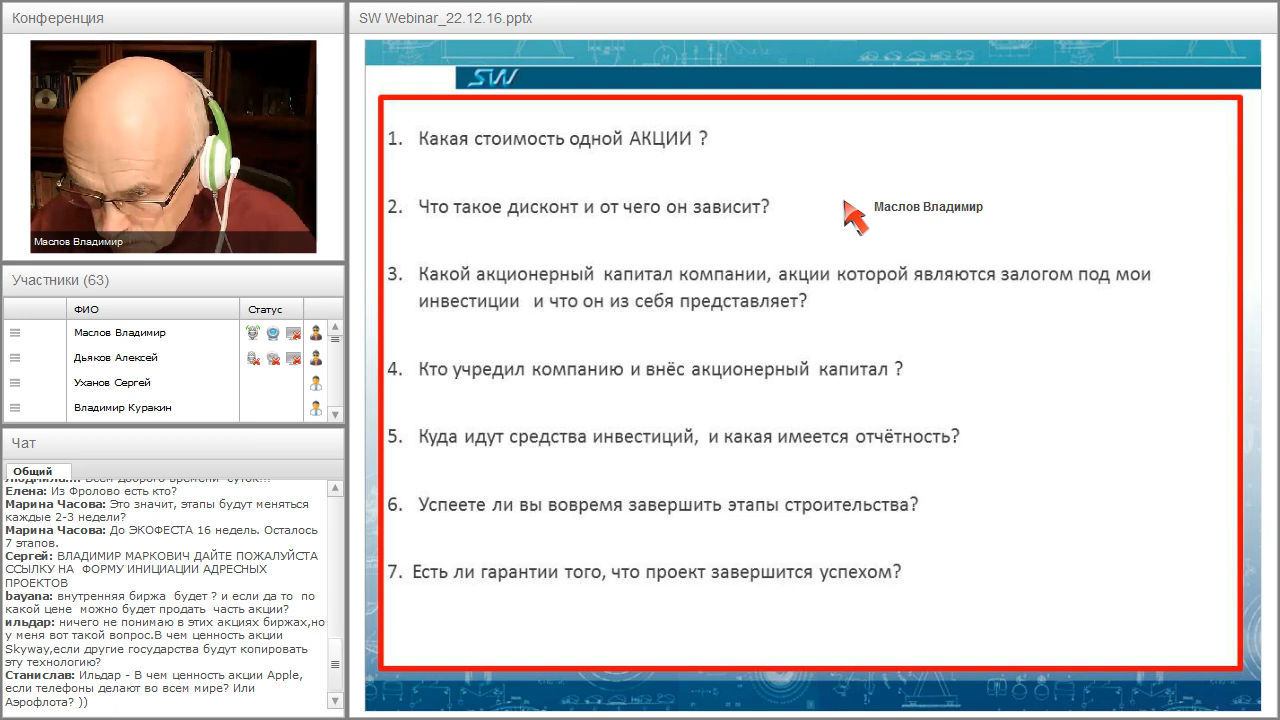 Конференция
Маслов Владимир
Участники (63)
ФИО
Статус
Маслов Владимир
Дьяков Алексей
Ухалов Сергей
Владимир Куракин
Чат
Общий
Елена: Из Фролово есть кто?
Маряна Часова: Это значит, этапы будут меняться
каждые 2-3 недели?
Маряна Часова: До ЭКОФЕСТА 16 недель. Осталось
7 этапов.
Сергей: ВЛАДИМИР МАРКОВИЧ ДАЙТЕ ПОЖАЛУЙСТА
ССЫЛКУ НА ФОРМУ ИНИЦИАЦИИ АДРЕСНЫХ
ПРОЕКТОВ
bayana: внутреняя биржа будет ? и если да то по
какой цене можно будет продать часть акции?
ильдар: ничего не понимаю в этих акциях биржах,но
у меня вот такой вопрос.В чем ценность акции
Skyway,если другие государства будут копировать
эту технонигию?
Станислав: Илдар - В чем ценность акции Apple,
если телефоны делают во всем мире? Или
SW Webinar_22.12.16.pptx
SW
1. Какая стоимость одной АКЦИИ ?
2. Что такое дисконт и от чего он зависит?
Маслов Владимир
3. Какой акционерный капитал компании, акции которой являются залогом под мои
инвестиции и что он из себя представляет?
4. Кто учредил компанию и внёс акционерный капитал ?
5. Куда идут средства инвестиций, и какая имеется отчётность?
6. Успеете ли вы вовремя завершить этапы строительства?
7. Есть ли гарантии того, что проект завершится успехом?